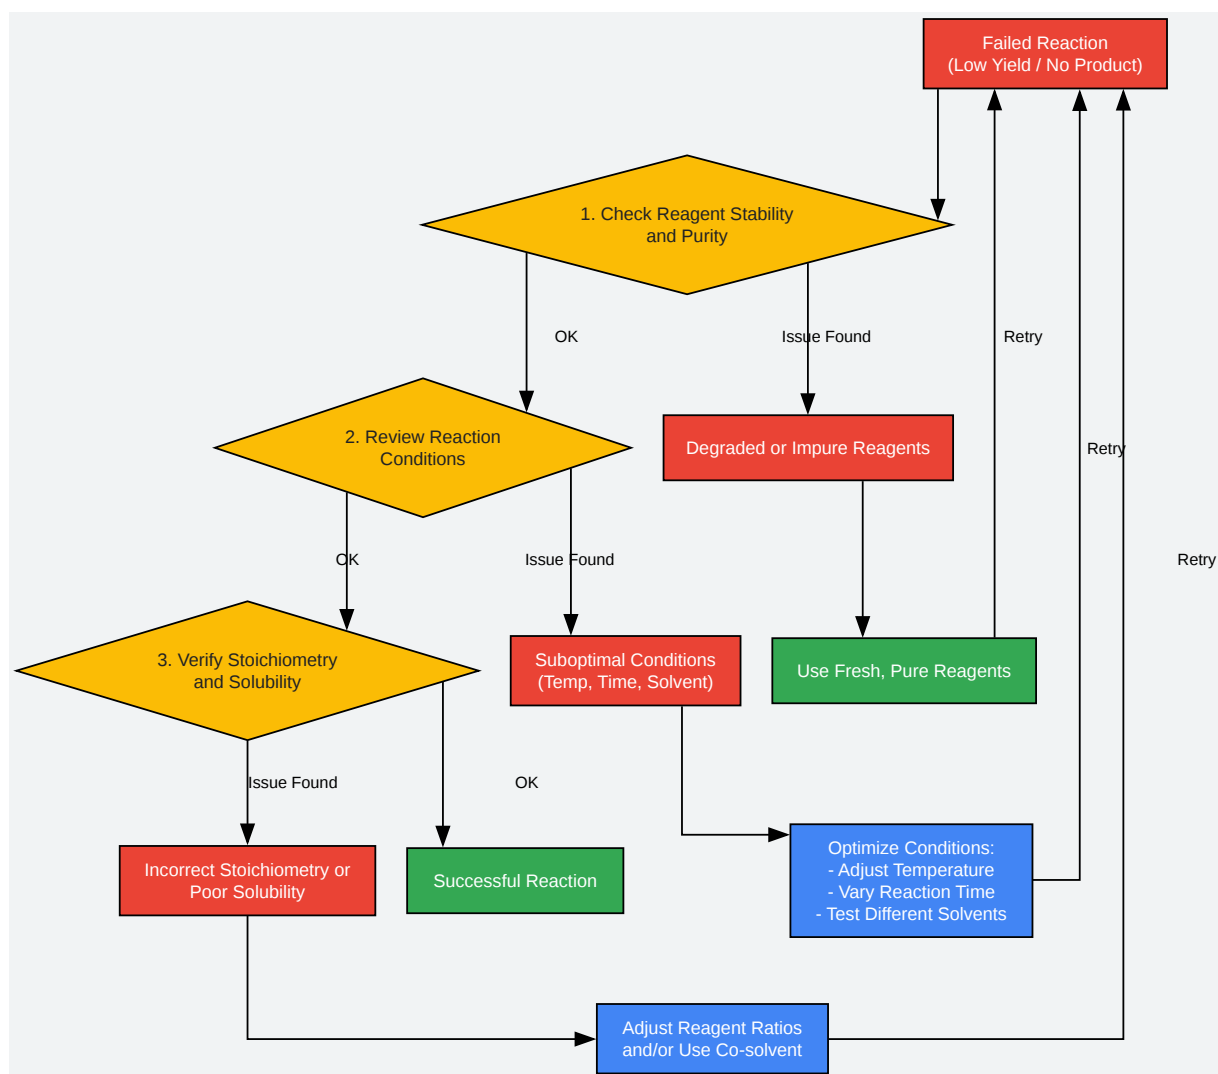 Failed Reaction
(Low Yield / No Product)
1. Check Reagent Stability
and Purity
OK
Issue Found
Retry
2. Review Reaction
Conditions
Degraded or Impure Reagents
Retry
OK
Issue Found
Retry
3. Verify Stoichiometry
and Solubility
Suboptimal Conditions
(Temp, Time, Solvent)
Use Fresh, Pure Reagents
Issue Found
OK
Incorrect Stoichiometry or
Poor Solubility
Successful Reaction
Optimize Conditions:
- Adjust Temperature
- Vary Reaction Time
- Test Different Solvents
Adjust Reagent Ratios
and/or Use Co-solvent